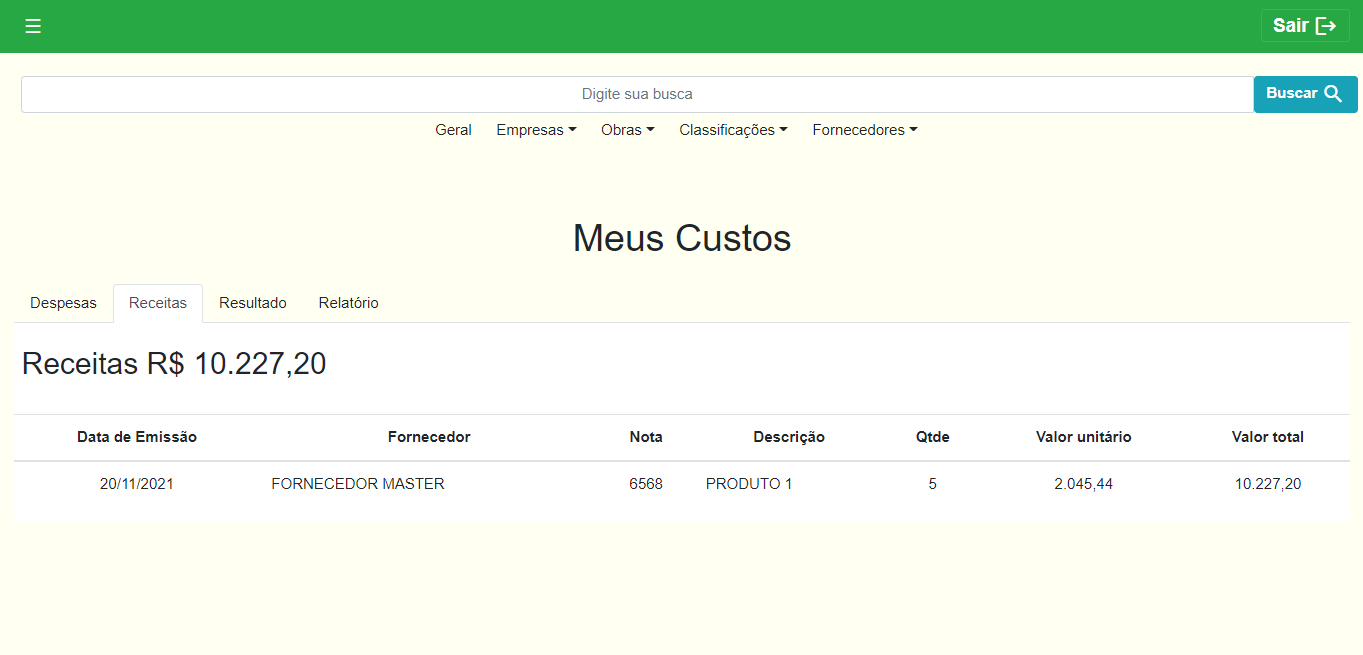 ☰ Sair
Digite sua busca Buscar
Geral Empresas Obras Classificações Fornecedores
Meus Custos
Despesas Receitas Resultado Relatório
Receitas R$ 10.227,20
Data de Emissão Fornecedor Nota Descrição Qtde Valor unitário Valor total
20/11/2021 FORNECEDOR MASTER 6568 PRODUTO 1 5 2.045,44 10.227,20